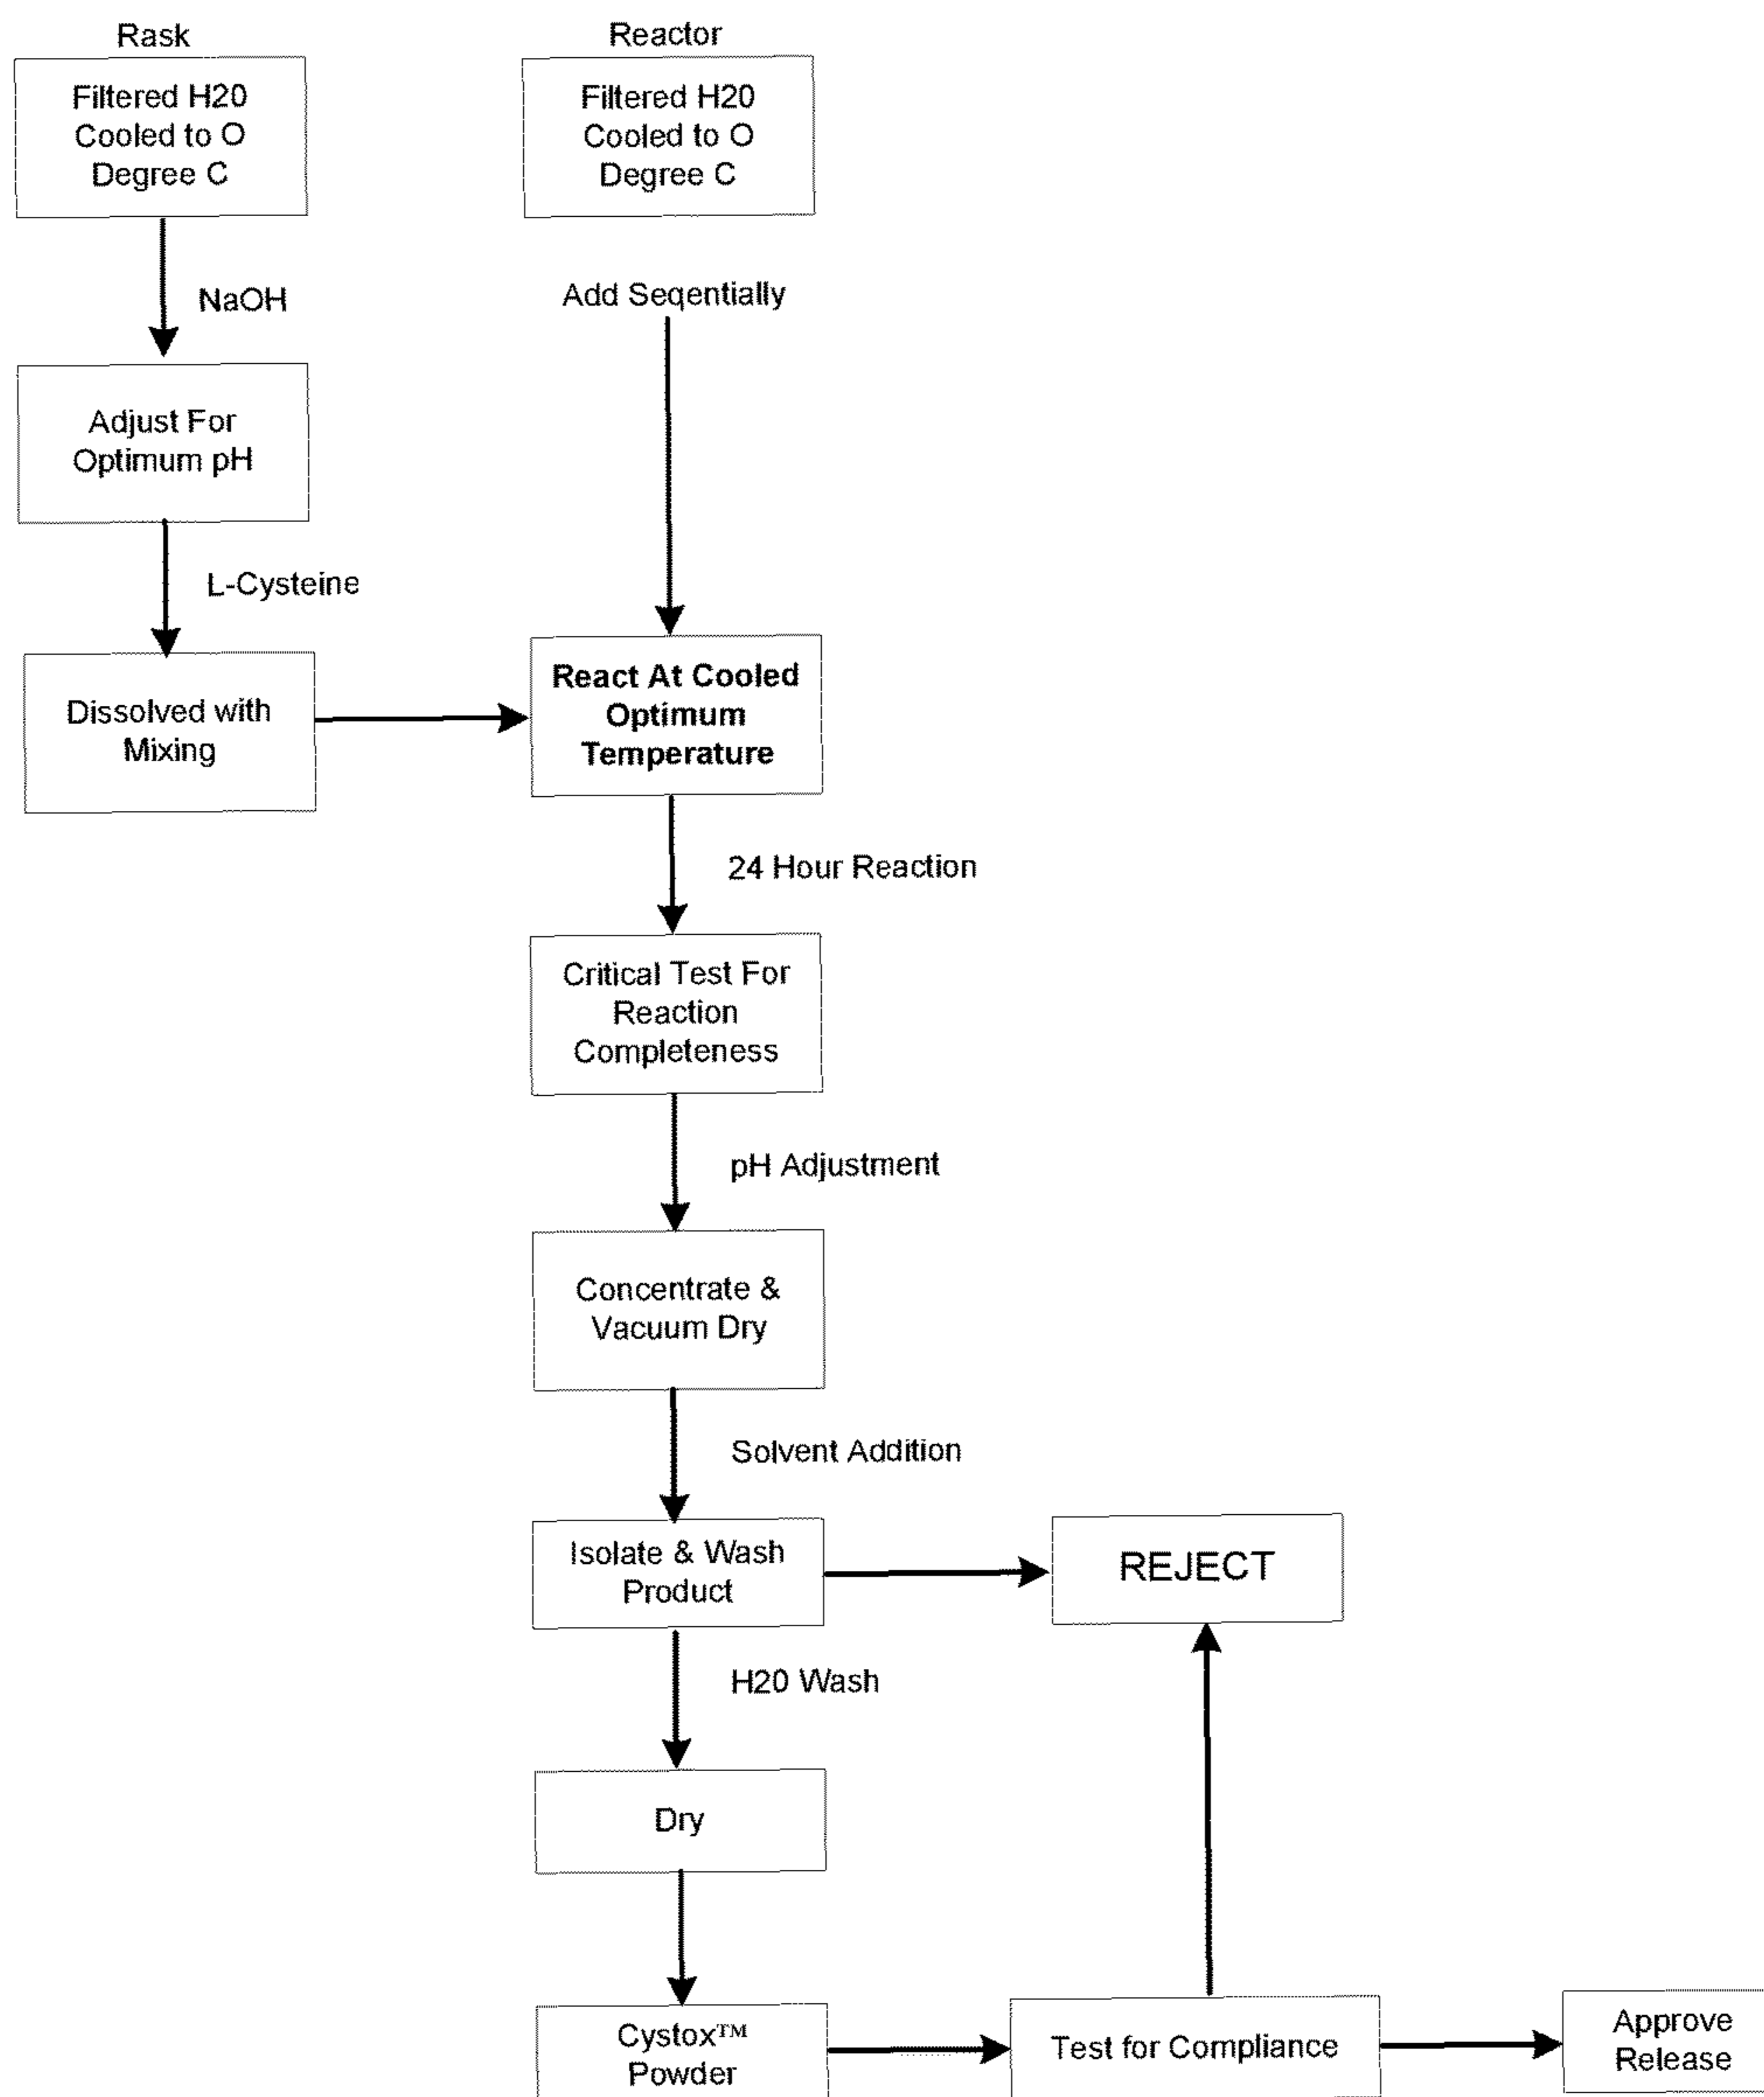 Rask
Reactor
Filtered H20
Cooled to O
Degree C
Filtered H20
Cooled to O
Degree C
NaOH
Add Seqentially
Adjust For
Optimum pH
L-Cysteine
Dissolved with
Mixing
React At Cooled
Optimum
Temperature
24 Hour Reaction
Critical Test For
Reaction
Completeness
pH Adjustment
Concentrate &
Vacuum Dry
Solvent Addition
Isolate & Wash
Product
REJECT
H20 Wash
Dry
Cystox™
Powder
Test for Compliance
Approve
Release